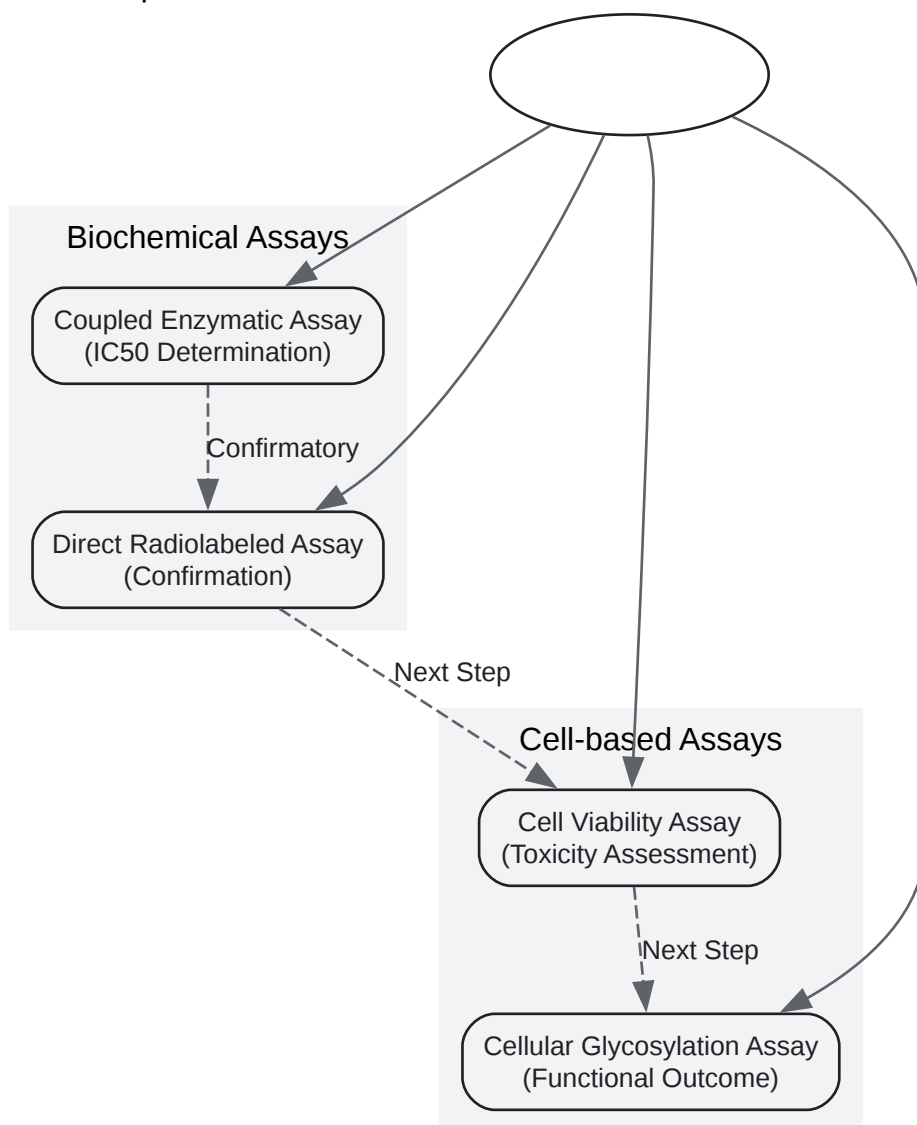 Biochemical Assays
Coupled Enzymatic Assay
(IC50 Determination)
Confirmatory
Direct Radiolabeled Assay
(Confirmation)
Next Step
Cell-based Assays
Cell Viability Assay
(Toxicity Assessment)
Next Step
Cellular Glycosylation Assay
(Functional Outcome)